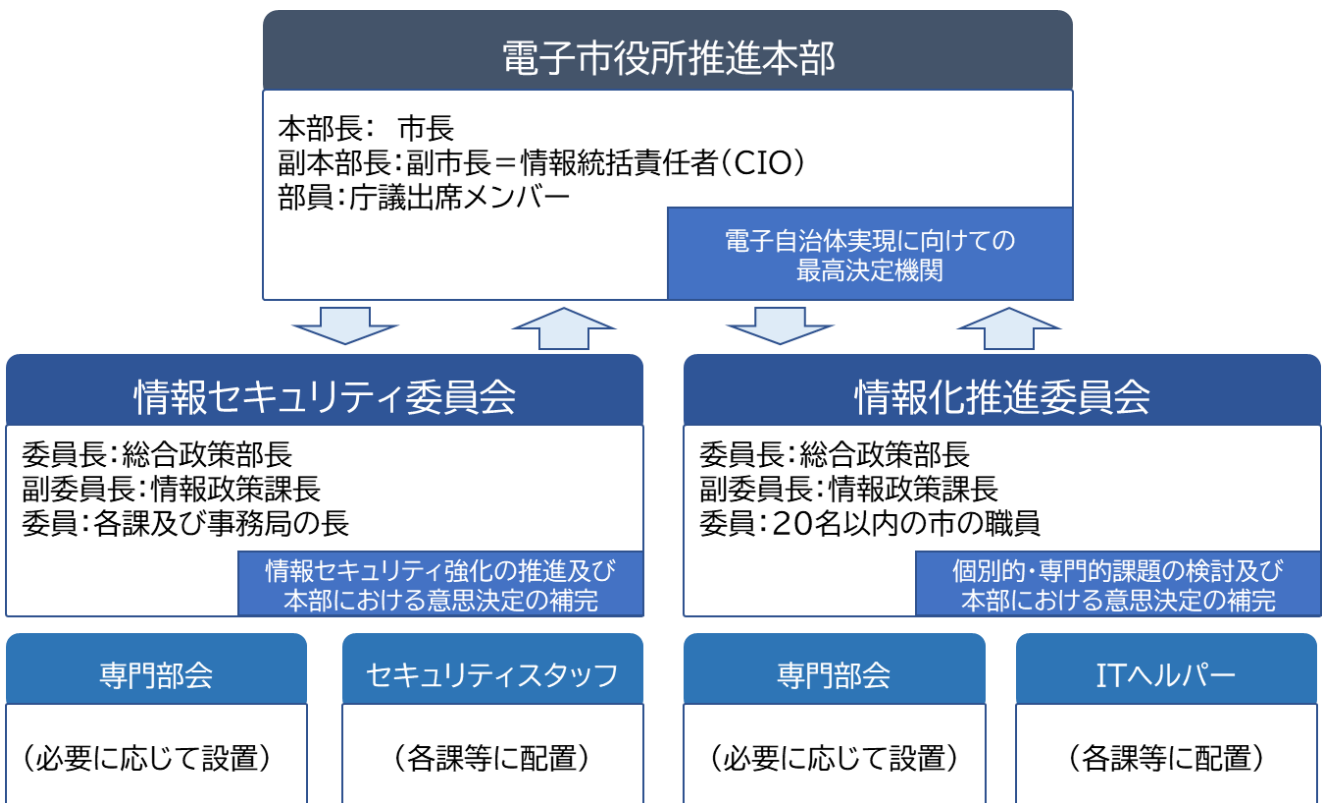 電子市役所推進本部
本部長： 市長
副本部長：副市長＝情報統括責任者（CIO）
部員：庁議出席メンバー
電子自治体実現に向けての
最高決定機関
情報セキュリティ委員会
委員長：総合政策部長
副委員長：情報政策課長
委員：各課及び事務局の長
情報セキュリティ強化の推進及び
本部における意思決定の補完
情報化推進委員会
委員長：総合政策部長
副委員長：情報政策課長
委員：20名以内の市の職員
個別的・専門的課題の検討及び
本部における意思決定の補完
専門部会
（必要に応じて設置）
セキュリティスタッフ
（各課等に配置）
専門部会
（必要に応じて設置）
ITヘルパー
（各課等に配置）